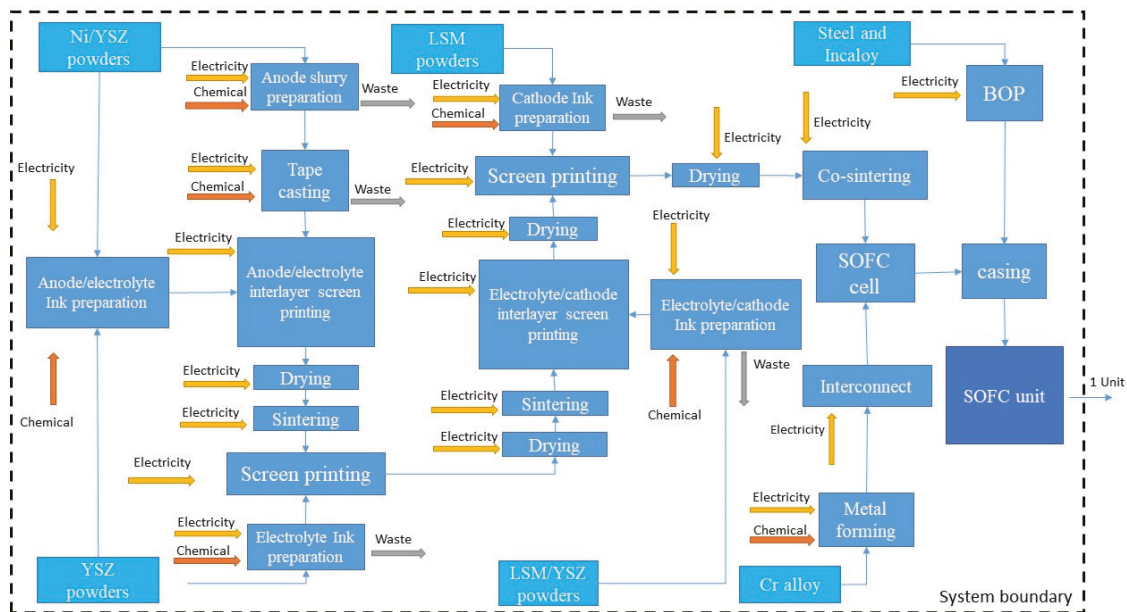 Ni/YSZ
powders
LSM
powders
Steel and
Incaloy
Electricity
Anode slurry
preparation
Chemical
Waste
Electricity
Cathode Ink
preparation
Chemical
Waste
Electricity
BOP
Electricity
Electricity
Electricity
Electricity
Tape
casting
Chemical
Waste
Electricity
Screen printing
Drying
Co-sintering
Electricity
Drying
Electricity
Electricity
Anode/electrolyte
Ink preparation
Anode/electrolyte
interlayer screen
printing
Electricity
Electrolyte/cathode
interlayer screen
printing
Electrolyte/cathode
Ink preparation
SOFC
cell
casing
Chemical
Electricity
Drying
Electricity
Sintering
Electricity
Sintering
Electricity
Drying
Chemical
Waste
Interconnect
SOFC unit
1 Unit
Electricity
Electricity
Screen printing
Electricity
Electrolyte Ink
preparation
Chemical
Waste
Electricity
Metal
forming
Chemical
YSZ
powders
LSM/YSZ
powders
Cr alloy
System boundary